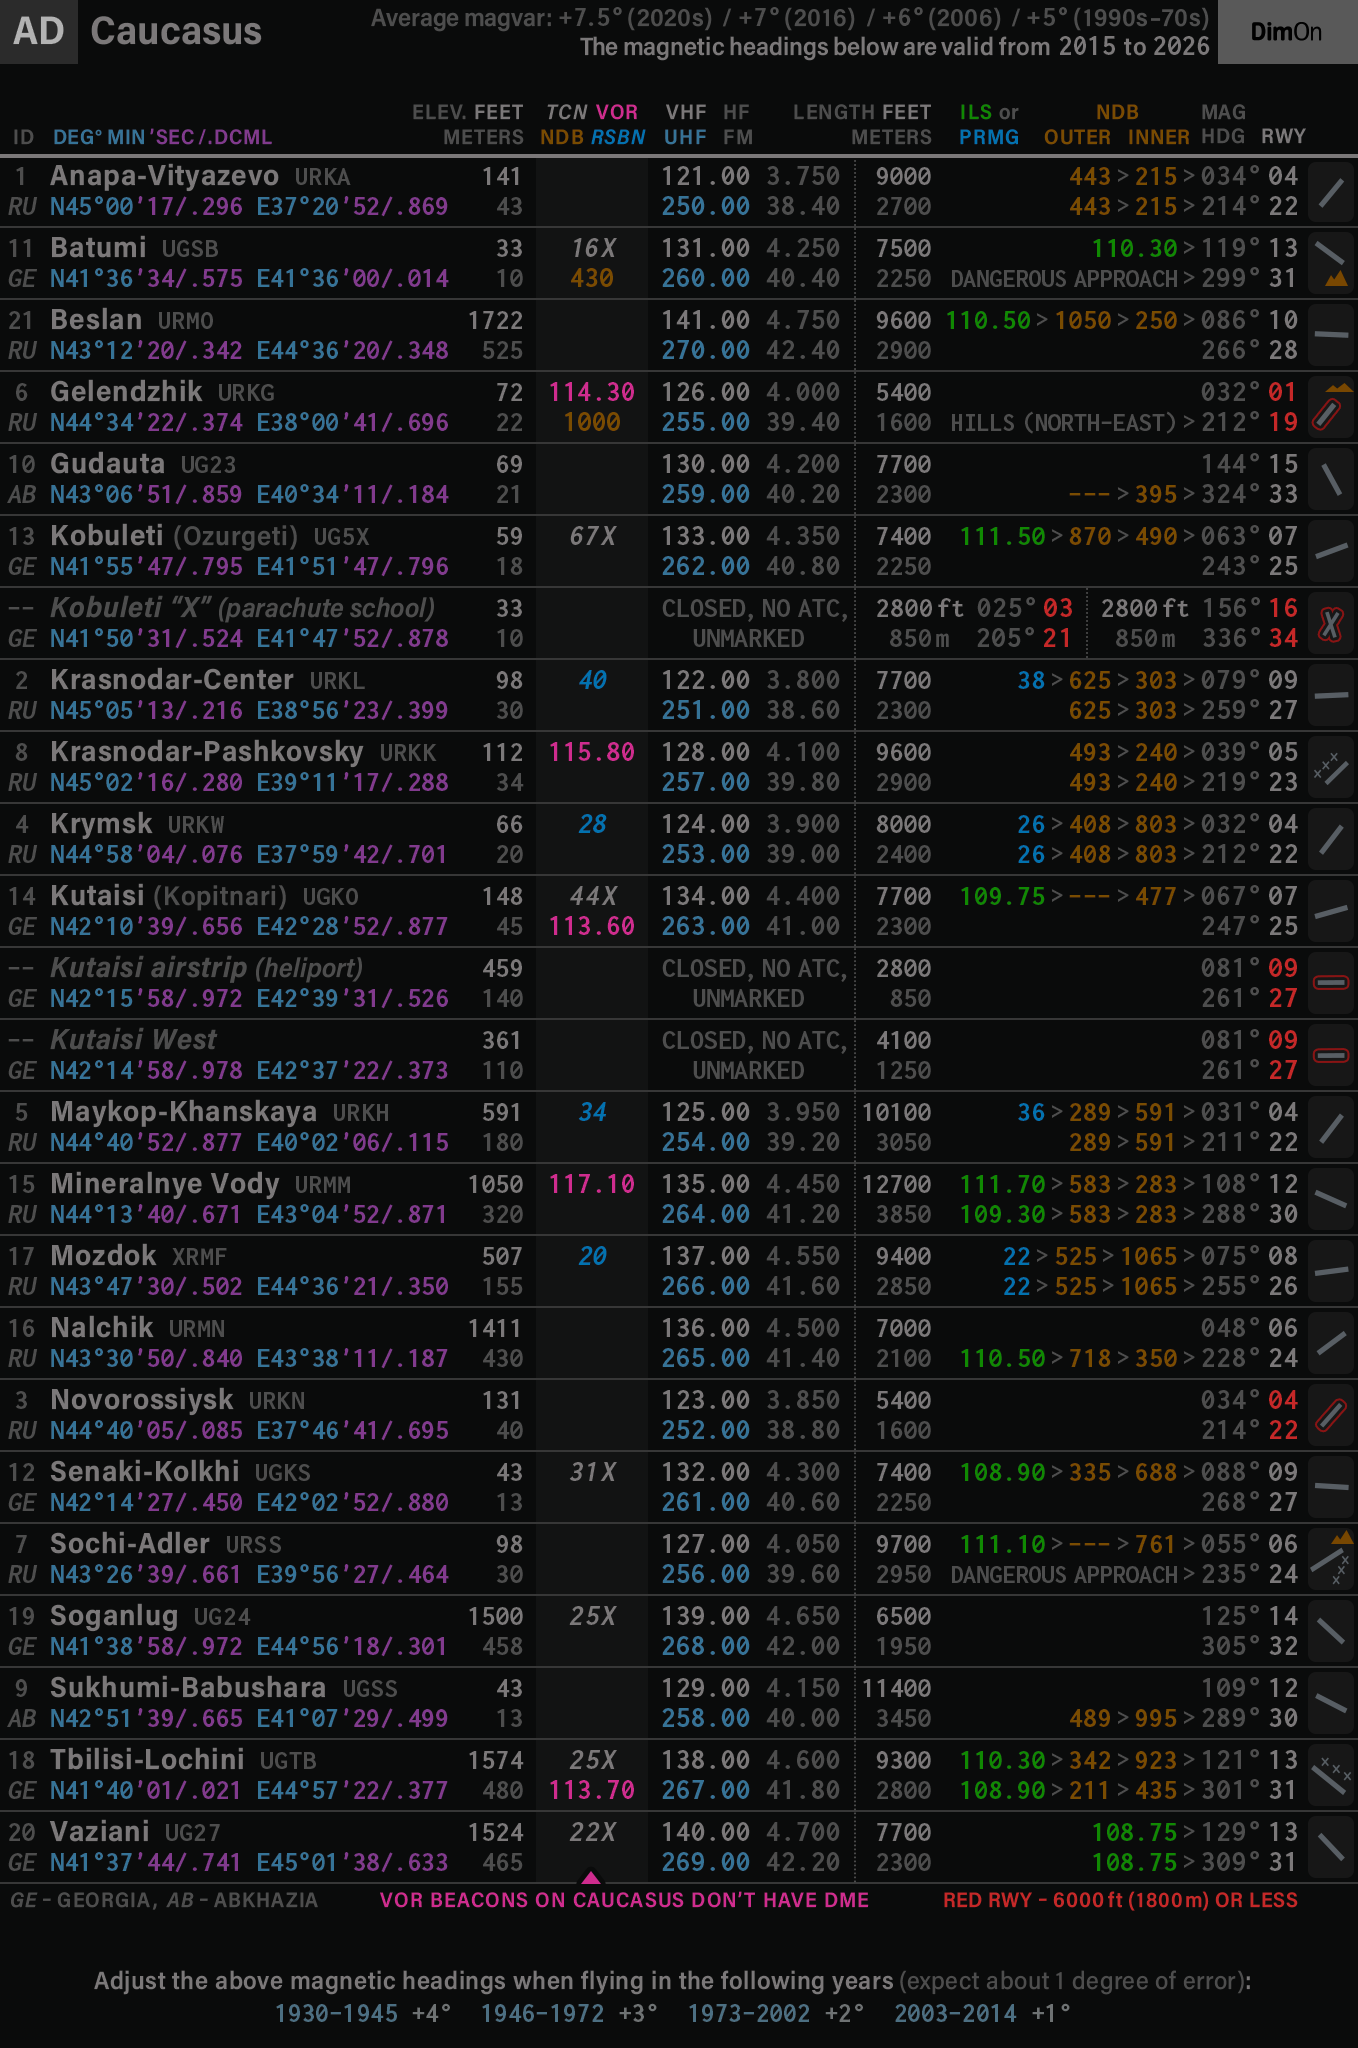 AD Caucasus Average magvar: +7.5° (2020s) / +7° (2016) / +6° (2006) / +5° (1990s-70s) DimOn
The magnetic headings below are valid from 2015 to 2026
ELEV. FEET TCN VOR VHF HF LENGTH FEET ILS or NDB MAG
ID DEG° MIN 'SEC /.DCML METERS NDB RSBN UHF FM METERS PRMG OUTER INNER HDG RWY
1 Anapa-Vityazevo URKA 141 121.00 3.750 9000 443 > 215 > 034° 04
RU N45°00'17/.296 E37°20'52/.869 43 250.00 38.40 2700 443 > 215 > 214° 22
11 Batumi UGSB 33 16X 131.00 4.250 7500 110.30 > 119° 13
GE N41°36'34/.575 E41°36'00/.014 10 430 260.00 40.40 2250 DANGEROUS APPROACH > 299° 31
21 Beslan URMO 1722 141.00 4.750 9600 110.50 > 1050 > 250 > 086° 10
RU N43°12'20/.342 E44°36'20/.348 525 270.00 42.40 2900 266° 28
6 Gelendzhik URKG 72 114.30 126.00 4.000 5400 032° 01
RU N44°34'22/.374 E38°00'41/.696 22 1000 255.00 39.40 1600 HILLS (NORTH-EAST) > 212° 19
10 Gudauta UG23 69 130.00 4.200 7700 144° 15
AB N43°06'51/.859 E40°34'11/.184 21 259.00 40.20 2300 --- > 395 > 324° 33
13 Kobuleti (Ozurgeti) UG5X 59 67X 133.00 4.350 7400 111.50 > 870 > 490 > 063° 07
GE N41°55'47/.795 E41°51'47/.796 18 262.00 40.80 2250 243° 25
-- Kobuleti “X” (parachute school) 33 CLOSED, NO ATC, 2800 ft 025° 03 2800 ft 156° 16
GE N41°50'31/.524 E41°47'52/.878 10 UNMARKED 850 m 205° 21 850 m 336° 34
2 Krasnodar-Center URKL 98 40 122.00 3.800 7700 38 > 625 > 303 > 079° 09
RU N45°05'13/.216 E38°56'23/.399 30 251.00 38.60 2300 625 > 303 > 259° 27
8 Krasnodar-Pashkovsky URKK 112 115.80 128.00 4.100 9600 493 > 240 > 039° 05
RU N45°02'16/.280 E39°11'17/.288 34 257.00 39.80 2900 493 > 240 > 219° 23
4 Krymsk URKW 66 28 124.00 3.900 8000 26 > 408 > 803 > 032° 04
RU N44°58'04/.076 E37°59'42/.701 20 253.00 39.00 2400 26 > 408 > 803 > 212° 22
14 Kutaisi (Kopitnari) UGKO 148 44X 134.00 4.400 7700 109.75 > --- > 477 > 067° 07
GE N42°10'39/.656 E42°28'52/.877 45 113.60 263.00 41.00 2300 247° 25
-- Kutaisi airstrip (heliport) 459 CLOSED, NO ATC, 2800 081° 09
GE N42°15'58/.972 E42°39'31/.526 140 UNMARKED 850 261° 27
-- Kutaisi West 361 CLOSED, NO ATC, 4100 081° 09
GE N42°14'58/.978 E42°37'22/.373 110 UNMARKED 1250 261° 27
5 Maykop-Khanskaya URKH 591 34 125.00 3.950 10100 36 > 289 > 591 > 031° 04
RU N44°40'52/.877 E40°02'06/.115 180 254.00 39.20 3050 289 > 591 > 211° 22
15 Mineralnye Vody URMM 1050 117.10 135.00 4.450 12700 111.70 > 583 > 283 > 108° 12
RU N44°13'40/.671 E43°04'52/.871 320 264.00 41.20 3850 109.30 > 583 > 283 > 288° 30
17 Mozdok XRMF 507 20 137.00 4.550 9400 22 > 525 > 1065 > 075° 08
RU N43°47'30/.502 E44°36'21/.350 155 266.00 41.60 2850 22 > 525 > 1065 > 255° 26
16 Nalchik URMN 1411 136.00 4.500 7000 048° 06
RU N43°30'50/.840 E43°38'11/.187 430 265.00 41.40 2100 110.50 > 718 > 350 > 228° 24
3 Novorossiysk URKN 131 123.00 3.850 5400 034° 04
RU N44°40'05/.085 E37°46'41/.695 40 252.00 38.80 1600 214° 22
12 Senaki-Kolkhi UGKS 43 31X 132.00 4.300 7400 108.90 > 335 > 688 > 088° 09
GE N42°14'27/.450 E42°02'52/.880 13 261.00 40.60 2250 268° 27
7 Sochi-Adler URSS 98 127.00 4.050 9700 111.10 > --- > 761 > 055° 06
RU N43°26'39/.661 E39°56'27/.464 30 256.00 39.60 2950 DANGEROUS APPROACH > 235° 24
19 Soganlug UG24 1500 25X 139.00 4.650 6500 125° 14
GE N41°38'58/.972 E44°56'18/.301 458 268.00 42.00 1950 305° 32
9 Sukhumi-Babushara UGSS 43 129.00 4.150 11400 109° 12
AB N42°51'39/.665 E41°07'29/.499 13 258.00 40.00 3450 489 > 995 > 289° 30
18 Tbilisi-Lochini UGTB 1574 25X 138.00 4.600 9300 110.30 > 342 > 923 > 121° 13
GE N41°40'01/.021 E44°57'22/.377 480 113.70 267.00 41.80 2800 108.90 > 211 > 435 > 301° 31
20 Vaziani UG27 1524 22X 140.00 4.700 7700 108.75 > 129° 13
GE N41°37'44/.741 E45°01'38/.633 465 269.00 42.20 2300 108.75 > 309° 31
GE - GEORGIA, AB - ABKHAZIA VOR BEACONS ON CAUCASUS DON'T HAVE DME RED RWY - 6000 ft (1800 m) OR LESS
Adjust the above magnetic headings when flying in the following years (expect about 1 degree of error):
1930-1945 +4° 1946-1972 +3° 1973-2002 +2° 2003-2014 +1°